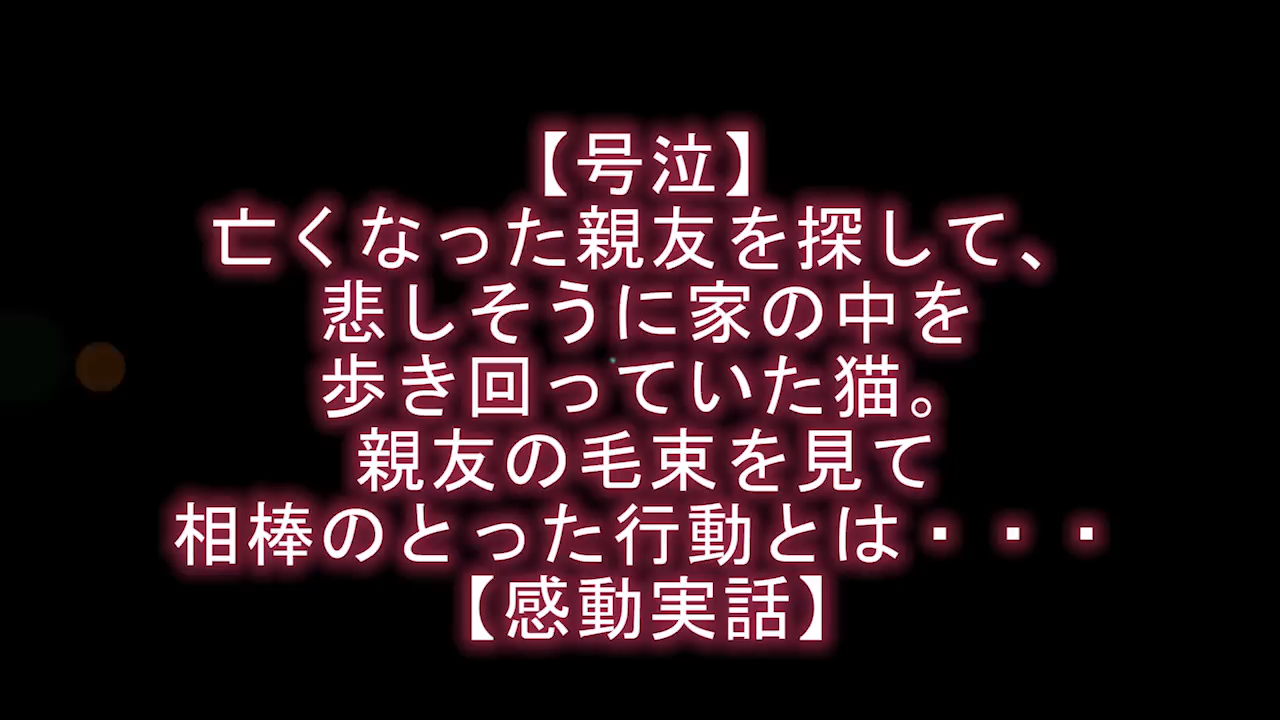 【号泣】
亡くなった親友を探して、
悲しそうに家の中を
歩き回っていた猫。
親友の毛束を見て
相棒のとった行動とは・・・
【感動実話】